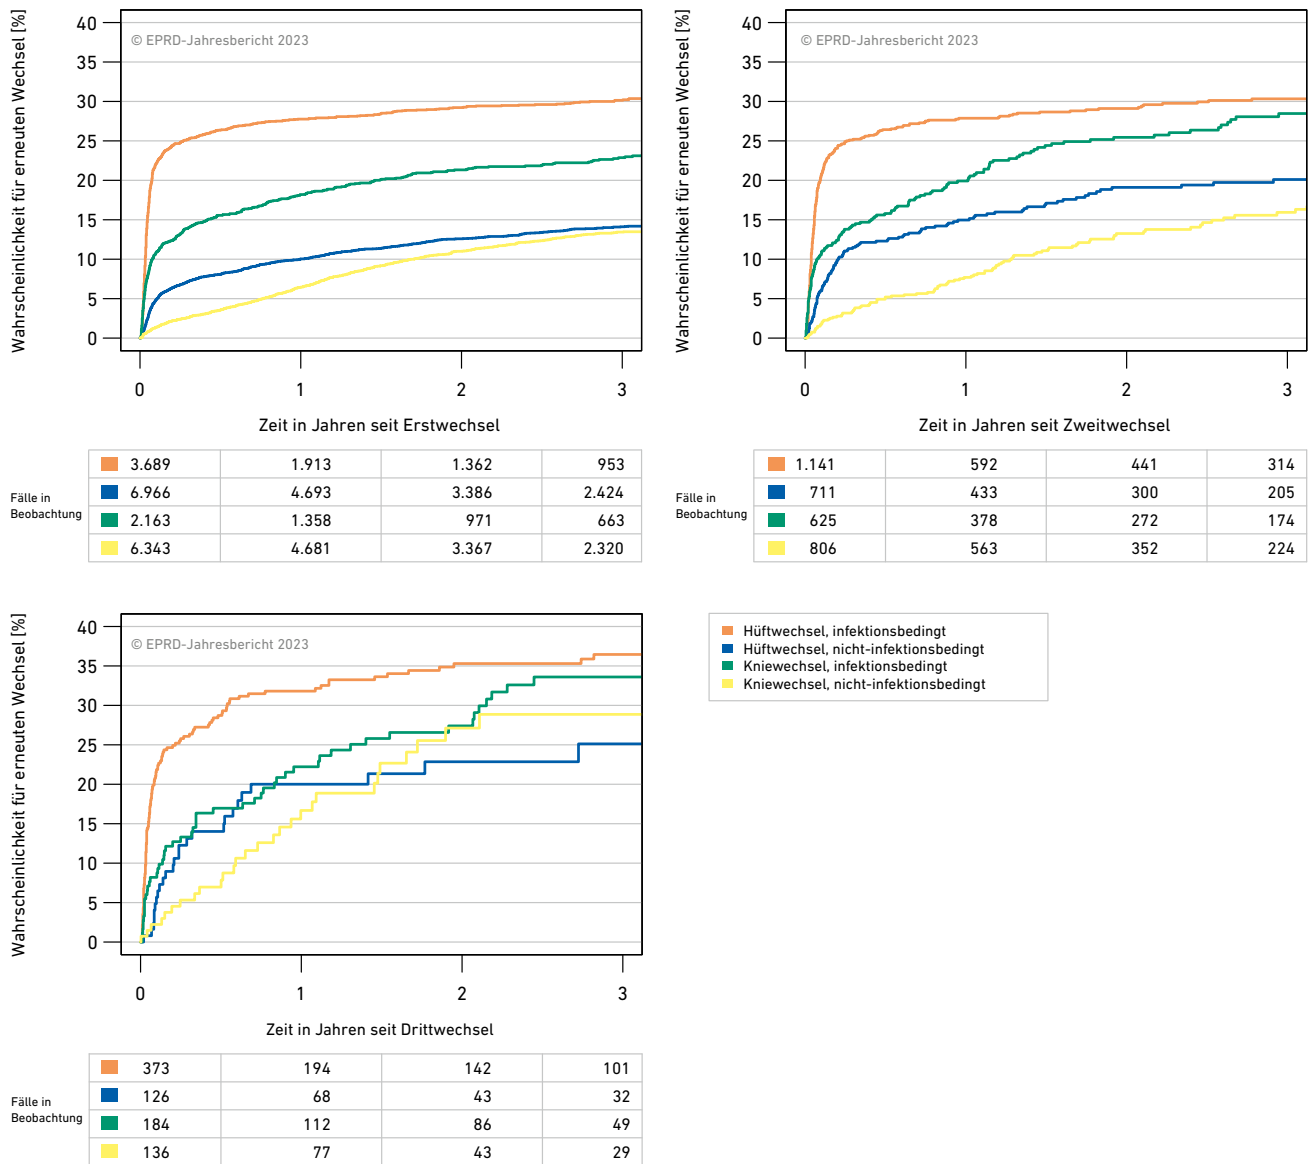 Wahrscheinlichkeit für erneuten Wechsel [%]
© EPRD-Jahresbericht 2023
40
35
30
25
20
15
10
5
0
0 1 2 3
Zeit in Jahren seit Erstwechsel
Fälle in
Beobachtung
3.689 1.913 1.362 953
6.966 4.693 3.386 2.424
2.163 1.358 971 663
6.343 4.681 3.367 2.320
Wahrscheinlichkeit für erneuten Wechsel [%]
© EPRD-Jahresbericht 2023
40
35
30
25
20
15
10
5
0
0 1 2 3
Zeit in Jahren seit Zweitwechsel
Fälle in
Beobachtung
1.141 592 441 314
711 433 300 205
625 378 272 174
806 563 352 224
Wahrscheinlichkeit für erneuten Wechsel [%]
© EPRD-Jahresbericht 2023
40
35
30
25
20
15
10
5
0
0 1 2 3
Zeit in Jahren seit Drittwechsel
Fälle in
Beobachtung
373 194 142 101
126 68 43 32
184 112 86 49
136 77 43 29
Hüftwechsel, infektionsbedingt
Hüftwechsel, nicht-infektionsbedingt
Kniewechsel, infektionsbedingt
Kniewechsel, nicht-infektionsbedingt